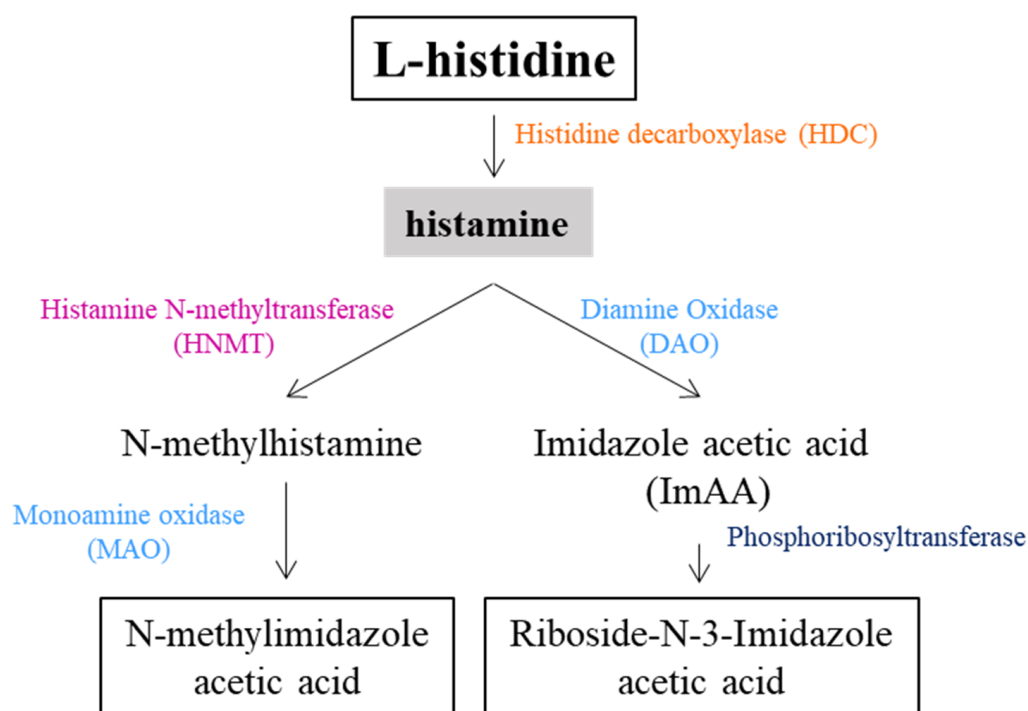 L-histidine
Histidine decarboxylase (HDC)
histamine
Histamine N-methyltransferase
(HNMT)
Diamine Oxidase
(DAO)
N-methylhistamine
Imidazole acetic acid
(ImAA)
Monoamine oxidase
(MAO)
Phosphoribosyltransferase
N-methylimidazole
acetic acid
Riboside-N-3-Imidazole
acetic acid